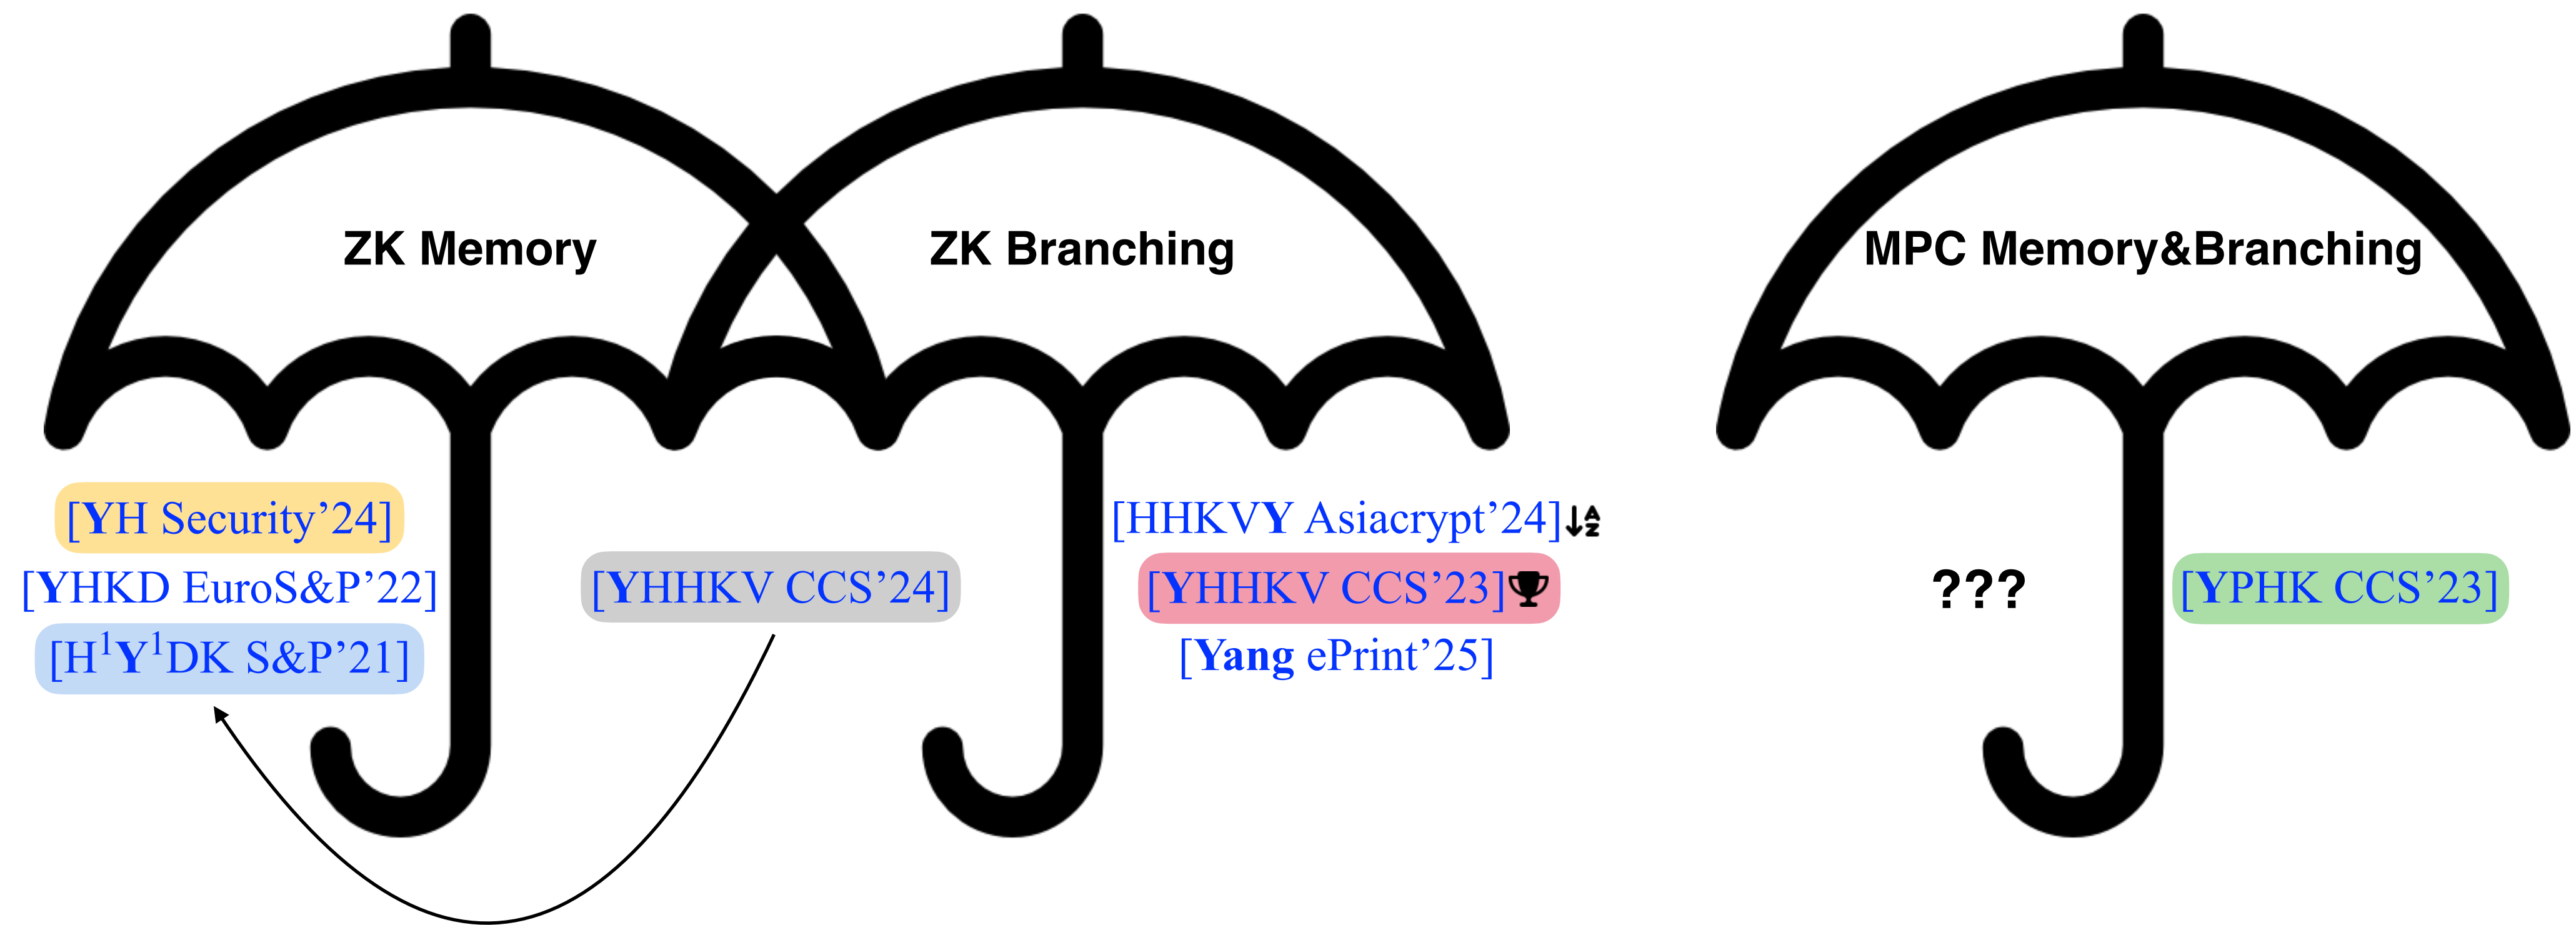 ZK Memory
ZK Branching
MPC Memory&Branching
[YH Security’24]
[YHKD EuroS&P’22]
[H¹Y¹DK S&P’21]
[YHHKV CCS’24]
[HHKVY Asiacrypt’24]
A
Z
[YHHKV CCS’23]
[Yang ePrint’25]
???
[YPHK CCS’23]